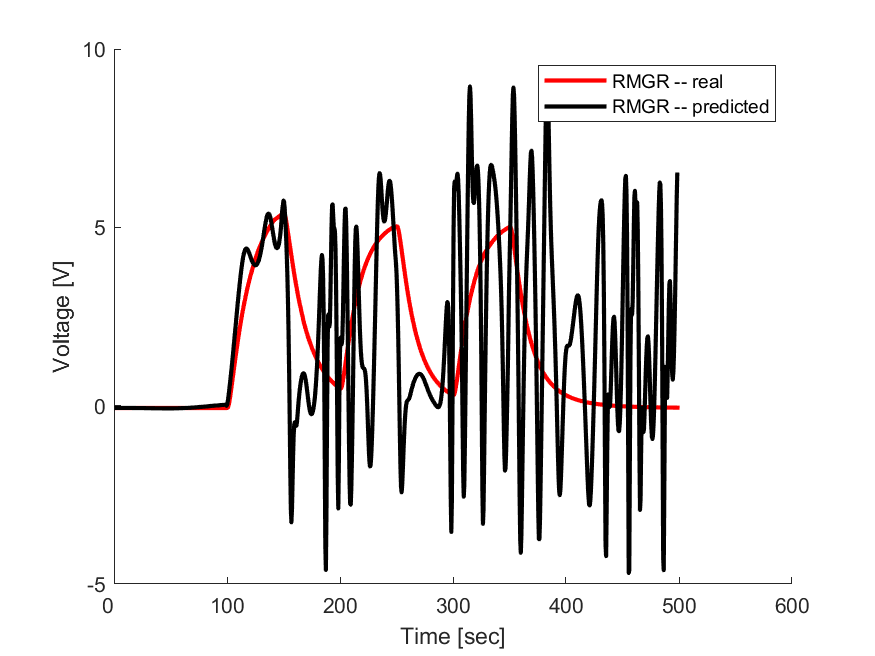 10
RMGR -- real
RMGR -- predicted
5
Voltage [V]
0
-5
0 100 200 300 400 500 600
Time [sec]